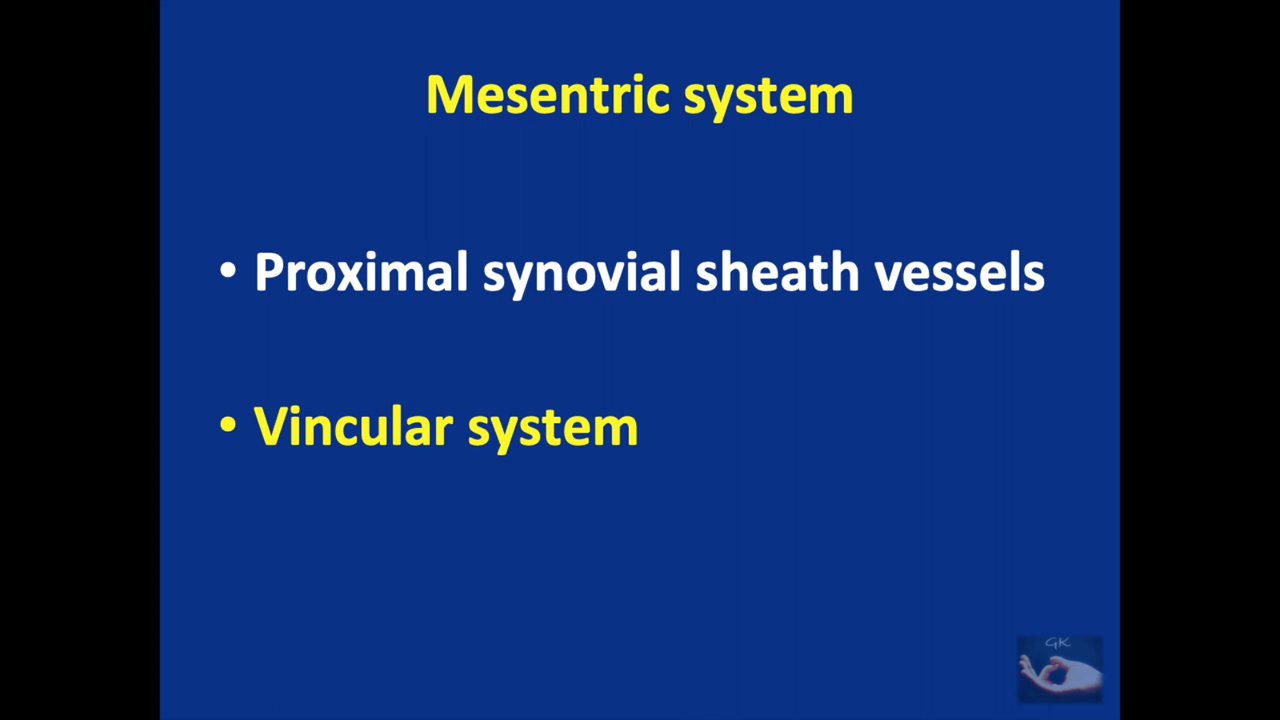 Mesentric system
• Proximal synovial sheath vessels
• Vincular system
GK